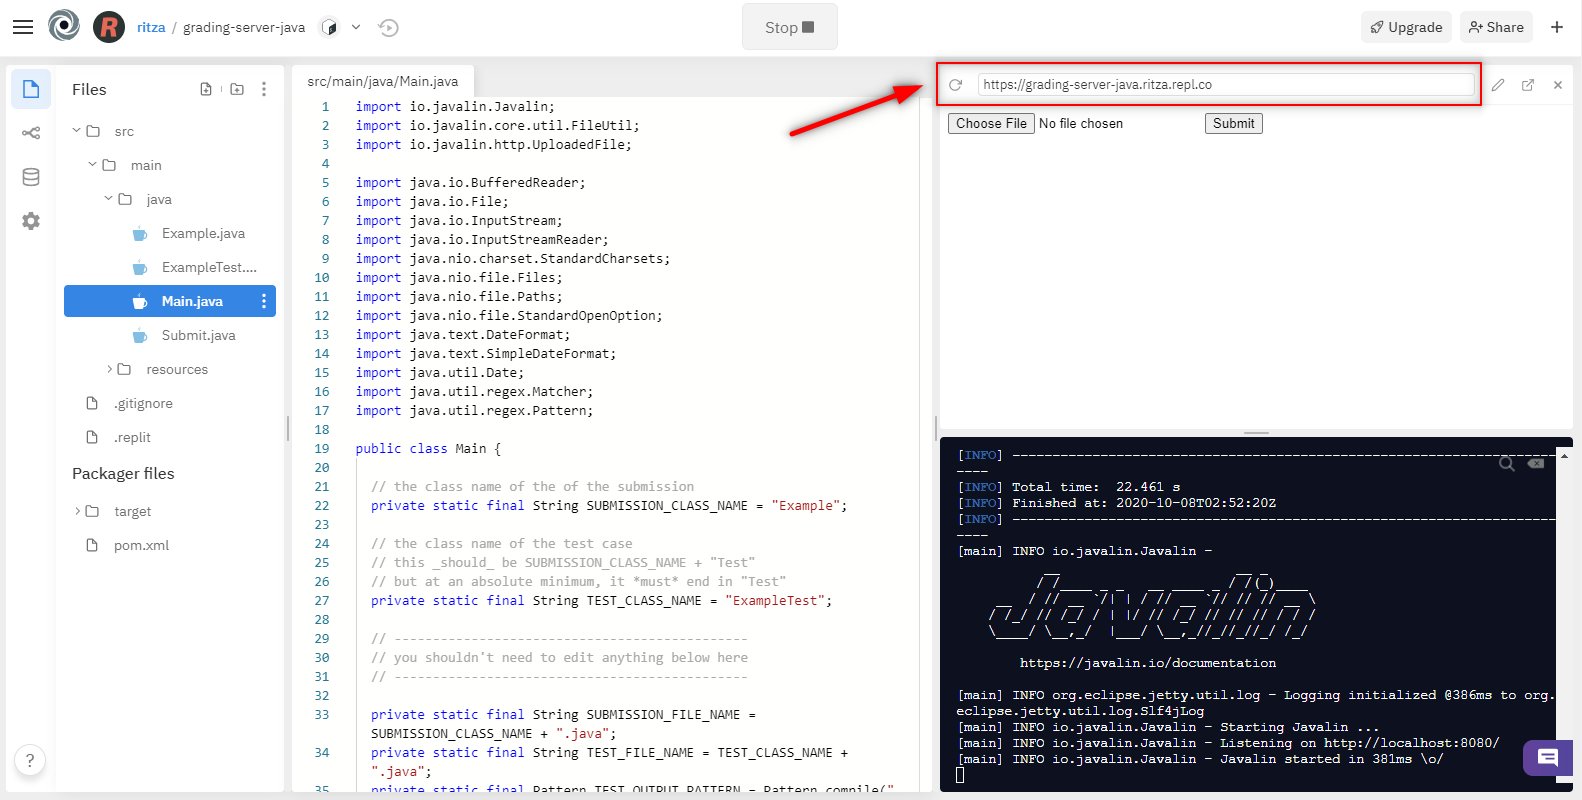 ritza / grading-server-java
Stop
Upgrade
Share
Files
src
main
java
Example.java
ExampleTest....
Main.java
Submit.java
resources
.gitignore
.replit
Packager files
target
pom.xml
?
src/main/java/Main.java
1 import io.javalin.Javalin;
2 import io.javalin.core.util.FileUtil;
3 import io.javalin.http.UploadedFile;
4
5 import java.io.BufferedReader;
6 import java.io.File;
7 import java.io.InputStream;
8 import java.io.InputStreamReader;
9 import java.nio.charset.StandardCharsets;
10 import java.nio.file.Files;
11 import java.nio.file.Paths;
12 import java.nio.file.StandardOpenOption;
13 import java.text.DateFormat;
14 import java.text.SimpleDateFormat;
15 import java.util.Date;
16 import java.util.regex.Matcher;
17 import java.util.regex.Pattern;
18
19 public class Main {
20
21 // the class name of the of the submission
22 private static final String SUBMISSION_CLASS_NAME = "Example";
23
24 // the class name of the test case
25 // this _should_ be SUBMISSION_CLASS_NAME + "Test"
26 // but at an absolute minimum, it *must* end in "Test"
27 private static final String TEST_CLASS_NAME = "ExampleTest";
28
29 // ----------------------------------------------
30 // you shouldn't need to edit anything below here
31 // ----------------------------------------------
32
33 private static final String SUBMISSION_FILE_NAME =
SUBMISSION_CLASS_NAME + ".java";
34 private static final String TEST_FILE_NAME = TEST_CLASS_NAME +
".java";
35 private static final Pattern TEST_OUTPUT_PATTERN = Pattern.compile("
https://grading-server-java.ritza.repl.co
Choose File No file chosen Submit
[INFO] ------------------------------------------------------------------------
[INFO] Total time:  22.461 s
[INFO] Finished at: 2020-10-08T02:52:20Z
[INFO] ------------------------------------------------------------------------
[main] INFO io.javalin.Javalin -
Javalin
https://javalin.io/documentation
[main] INFO org.eclipse.jetty.util.log - Logging initialized @386ms to org.
eclipse.jetty.util.log.Slf4jLog
[main] INFO io.javalin.Javalin - Starting Javalin ...
[main] INFO io.javalin.Javalin - Listening on http://localhost:8080/
[main] INFO io.javalin.Javalin - Javalin started in 381ms \o/